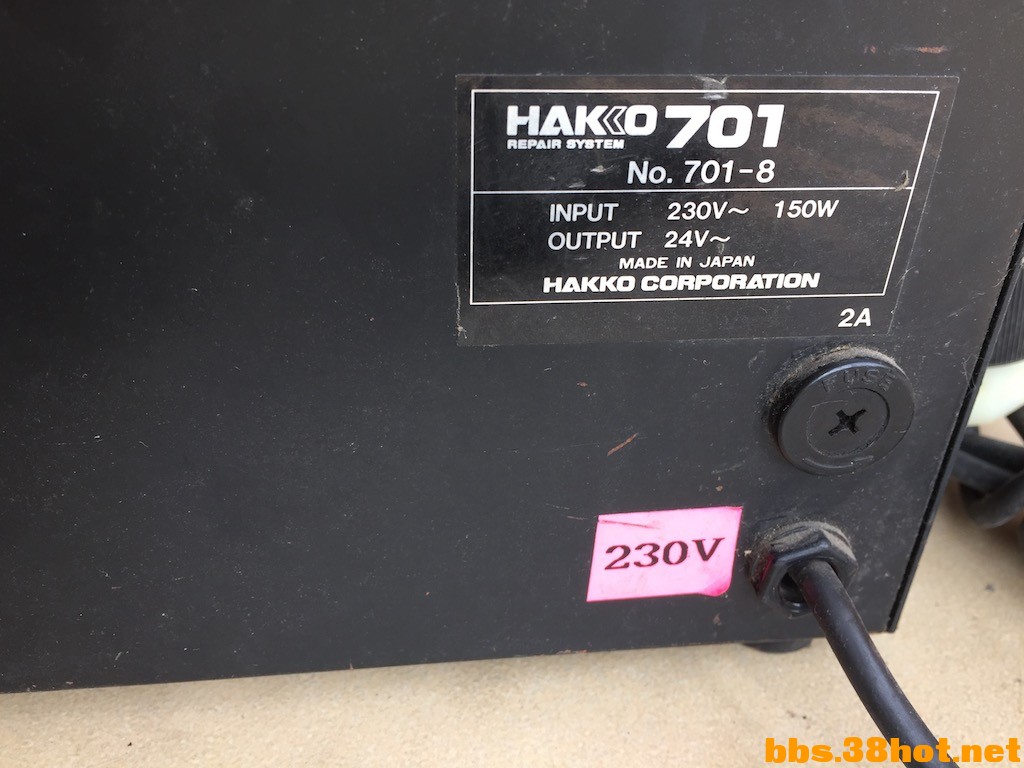 HAKKO 701
REPAIR SYSTEM
No. 701-8
INPUT 230V~ 150W
OUTPUT 24V~
MADE IN JAPAN
HAKKO CORPORATION
2A
FUSE
230V
bbs.38hot.net